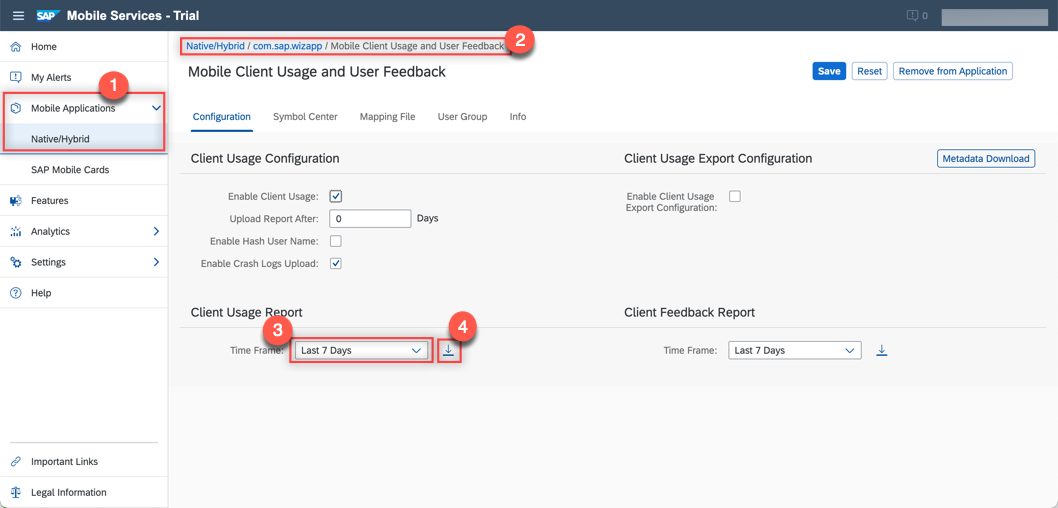 SAP Mobile Services - Trial
0
Home
My Alerts
1
Mobile Applications
Native/Hybrid
SAP Mobile Cards
Features
Analytics
Settings
Help
Important Links
Legal Information
Native/Hybrid / com.sap.wizapp / Mobile Client Usage and User Feedback
2
Mobile Client Usage and User Feedback
Save Reset Remove from Application
Configuration Symbol Center Mapping File User Group Info
Client Usage Configuration
Enable Client Usage:
Upload Report After: 0 Days
Enable Hash User Name:
Enable Crash Logs Upload:
Client Usage Export Configuration Metadata Download
Enable Client Usage
Export Configuration:
Client Usage Report
3
4
Time Frame: Last 7 Days
Client Feedback Report
Time Frame: Last 7 Days